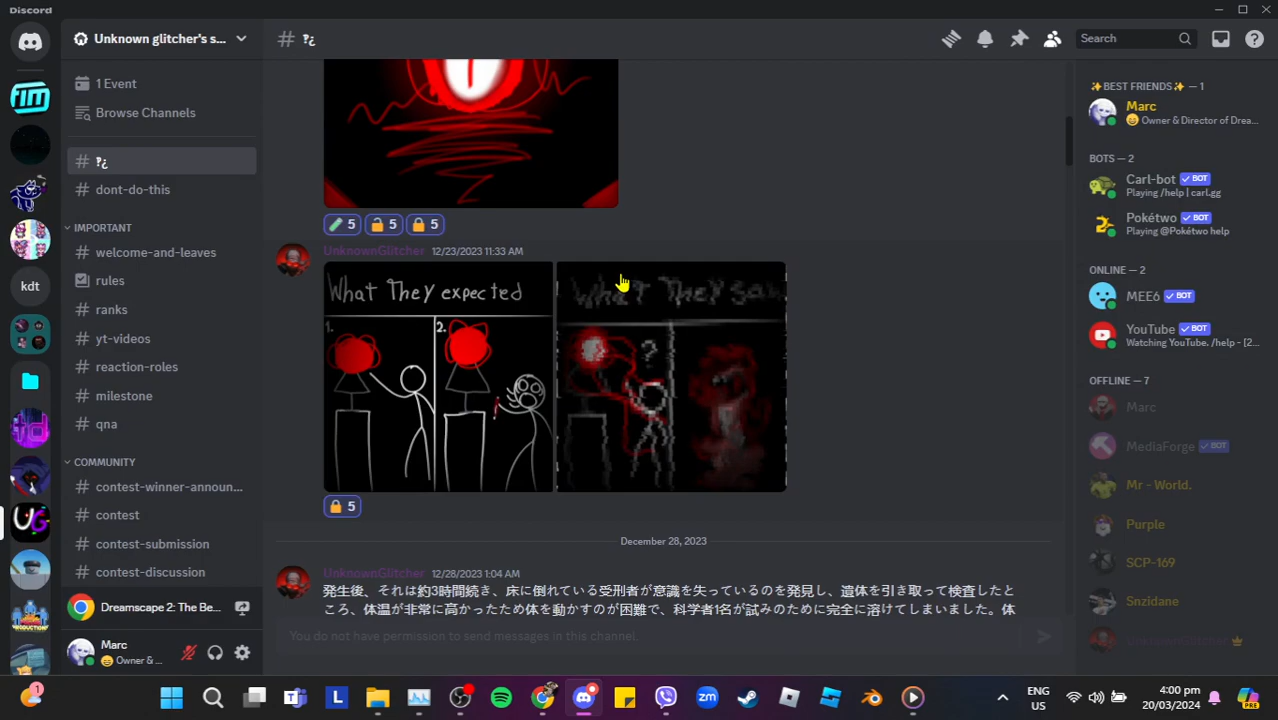 Discord
Unknown glitcher's s...
?¿
Search
1 Event
Browse Channels
?¿
dont-do-this
IMPORTANT
welcome-and-leaves
rules
ranks
yt-videos
reaction-roles
milestone
qna
COMMUNITY
contest-winner-announ...
contest
contest-submission
contest-discussion
Dreamscape 2: The Be...
Marc
Owner & ...
kdt
UG
5
5
5
UnknownGlitcher 12/23/2023 11:33 AM
What They expected
What They saw
1.
2.
?
5
December 28, 2023
UnknownGlitcher 12/28/2023 1:04 AM
発生後、それは約3時間続き、床に倒れている受刑者が意識を失っているのを発見し、遺体を引き取って検査したと
ころ、体温が非常に高かったため体を動かすのが困難で、科学者1名が試みのために完全に溶けてしまいました。体
You do not have permission to send messages in this channel.
✨BEST FRIENDS✨ — 1
Marc
Owner & Director of Drea...
BOTS — 2
Carl-bot ✓ BOT
Playing /help | carl.gg
Pokétwo ✓ BOT
Playing @Pokétwo help
ONLINE — 2
MEE6 ✓ BOT
YouTube ✓ BOT
Watching YouTube. /help - [2...
OFFLINE — 7
Marc
MediaForge ✓ BOT
Mr - World.
Purple
SCP-169
Snzidane
UnknownGlitcher
1
L
zm
ENG
US
4:00 pm
20/03/2024
PRE